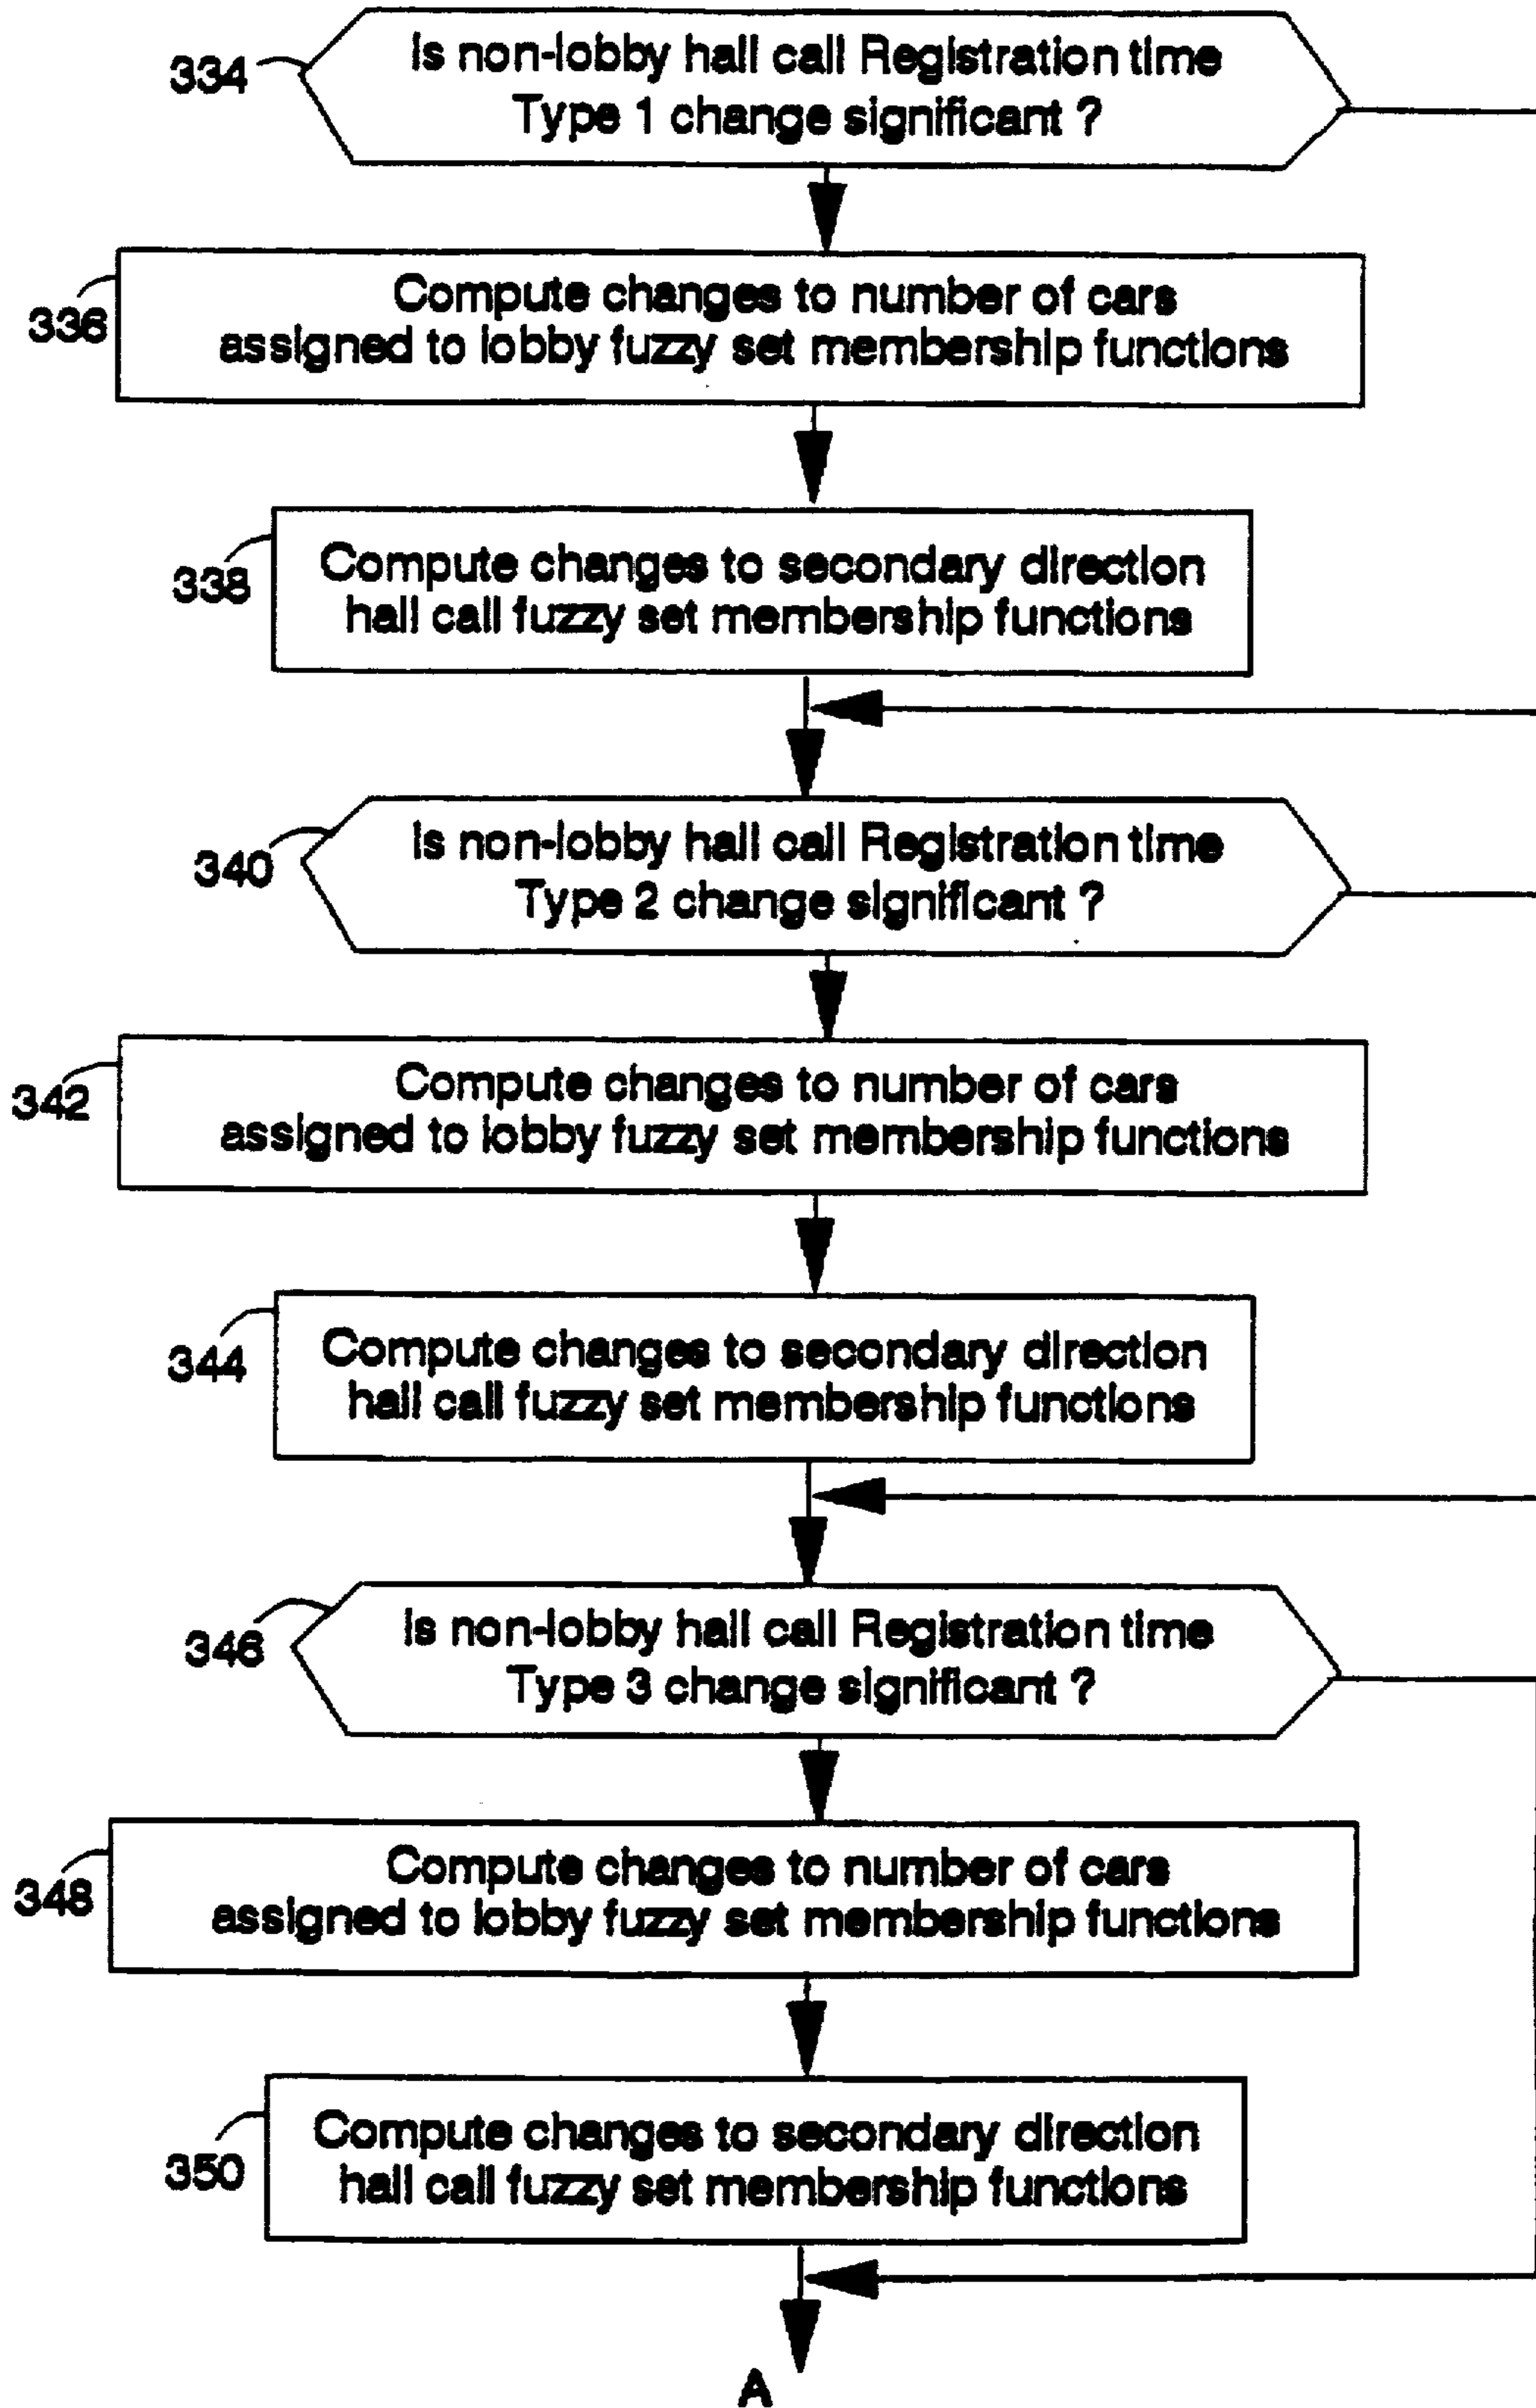 334
Is non-lobby hall call Registration time
Type 1 change significant ?
336
Compute changes to number of cars
assigned to lobby fuzzy set membership functions
338
Compute changes to secondary direction
hall call fuzzy set membership functions
340
Is non-lobby hall call Registration time
Type 2 change significant ?
342
Compute changes to number of cars
assigned to lobby fuzzy set membership functions
344
Compute changes to secondary direction
hall call fuzzy set membership functions
346
Is non-lobby hall call Registration time
Type 3 change significant ?
348
Compute changes to number of cars
assigned to lobby fuzzy set membership functions
350
Compute changes to secondary direction
hall call fuzzy set membership functions
A